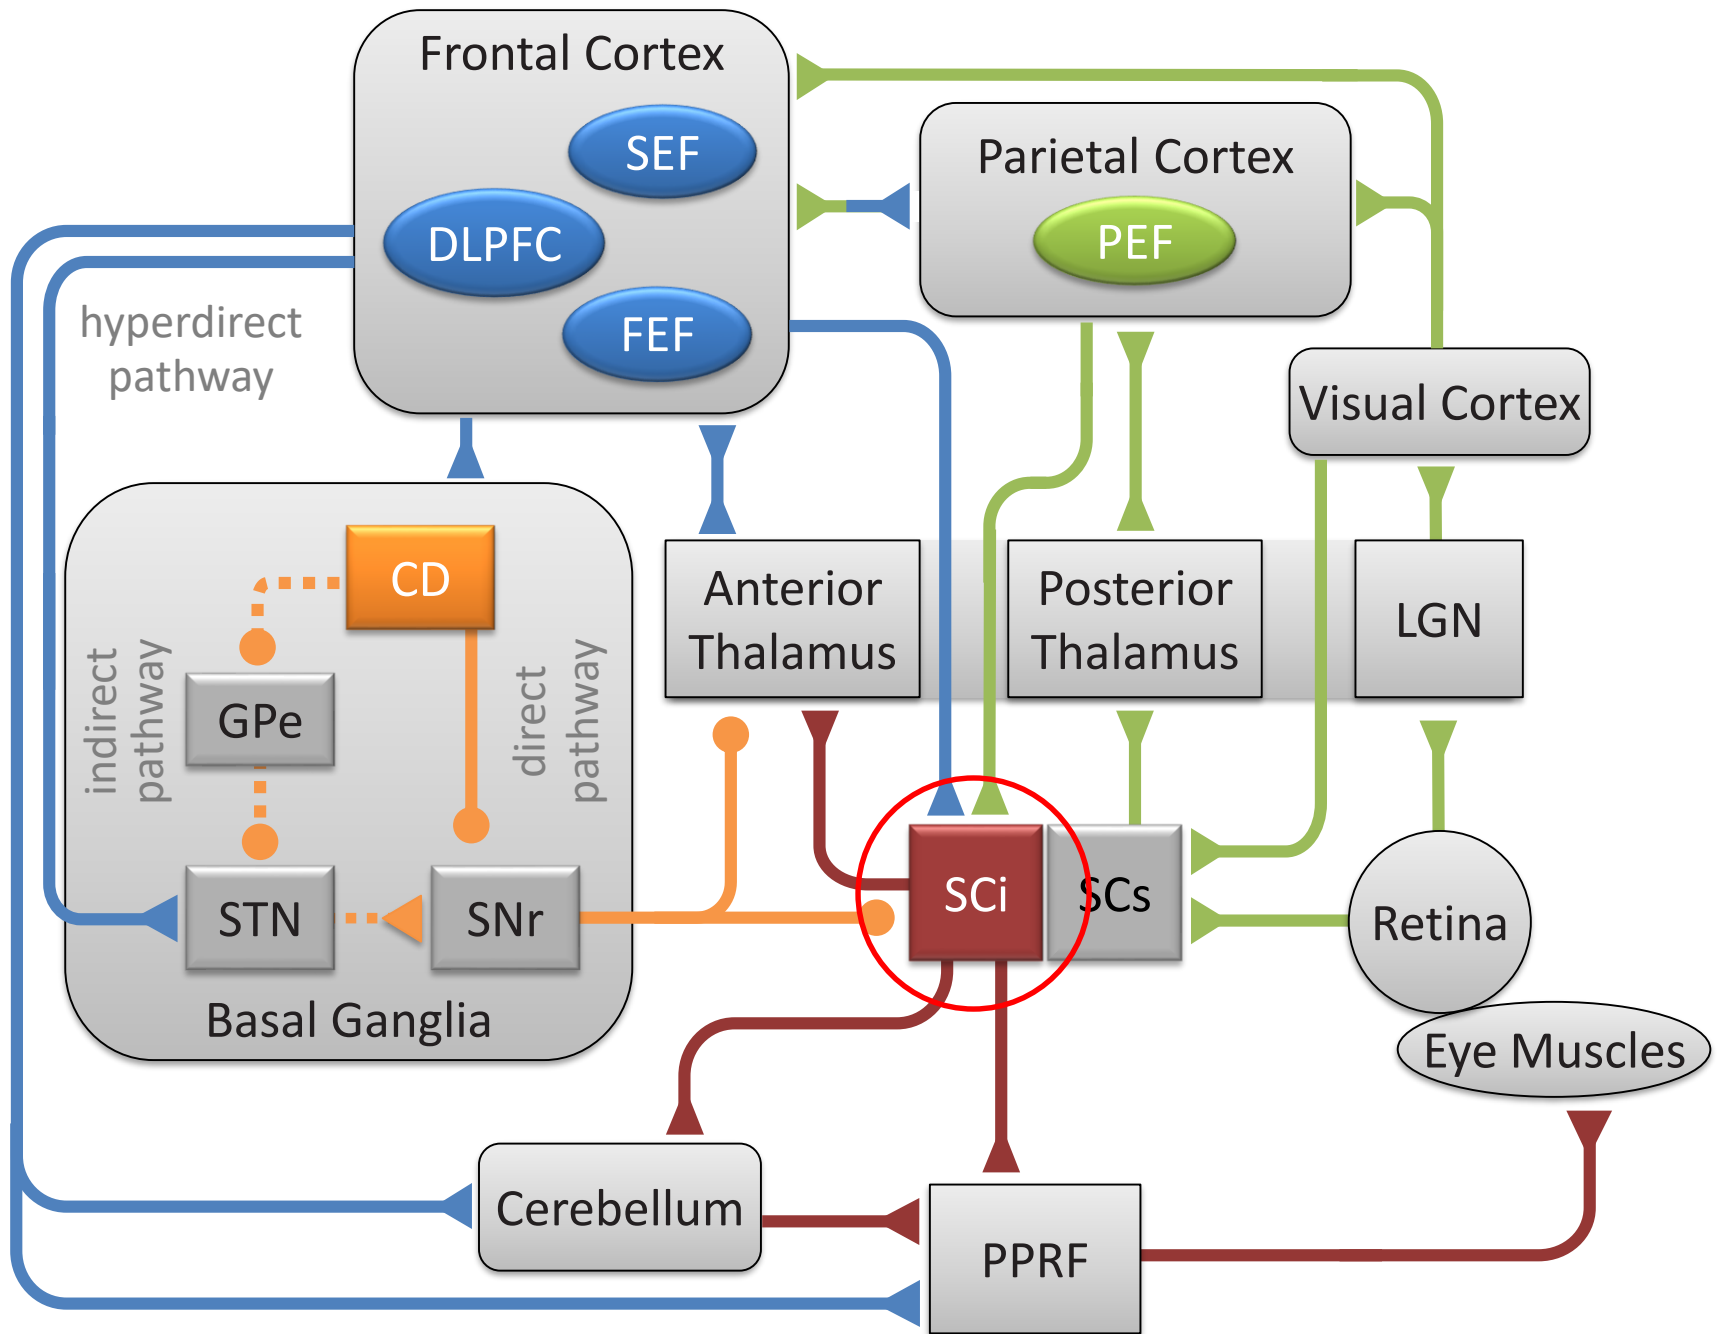 Frontal Cortex
SEF
DLPFC
FEF
Parietal Cortex
PEF
hyperdirect
pathway
Visual Cortex
CD
Anterior
Thalamus
Posterior
Thalamus
LGN
indirect
pathway
GPe
direct
pathway
STN
SNr
SCi
SCs
Retina
Basal Ganglia
Eye Muscles
Cerebellum
PPRF